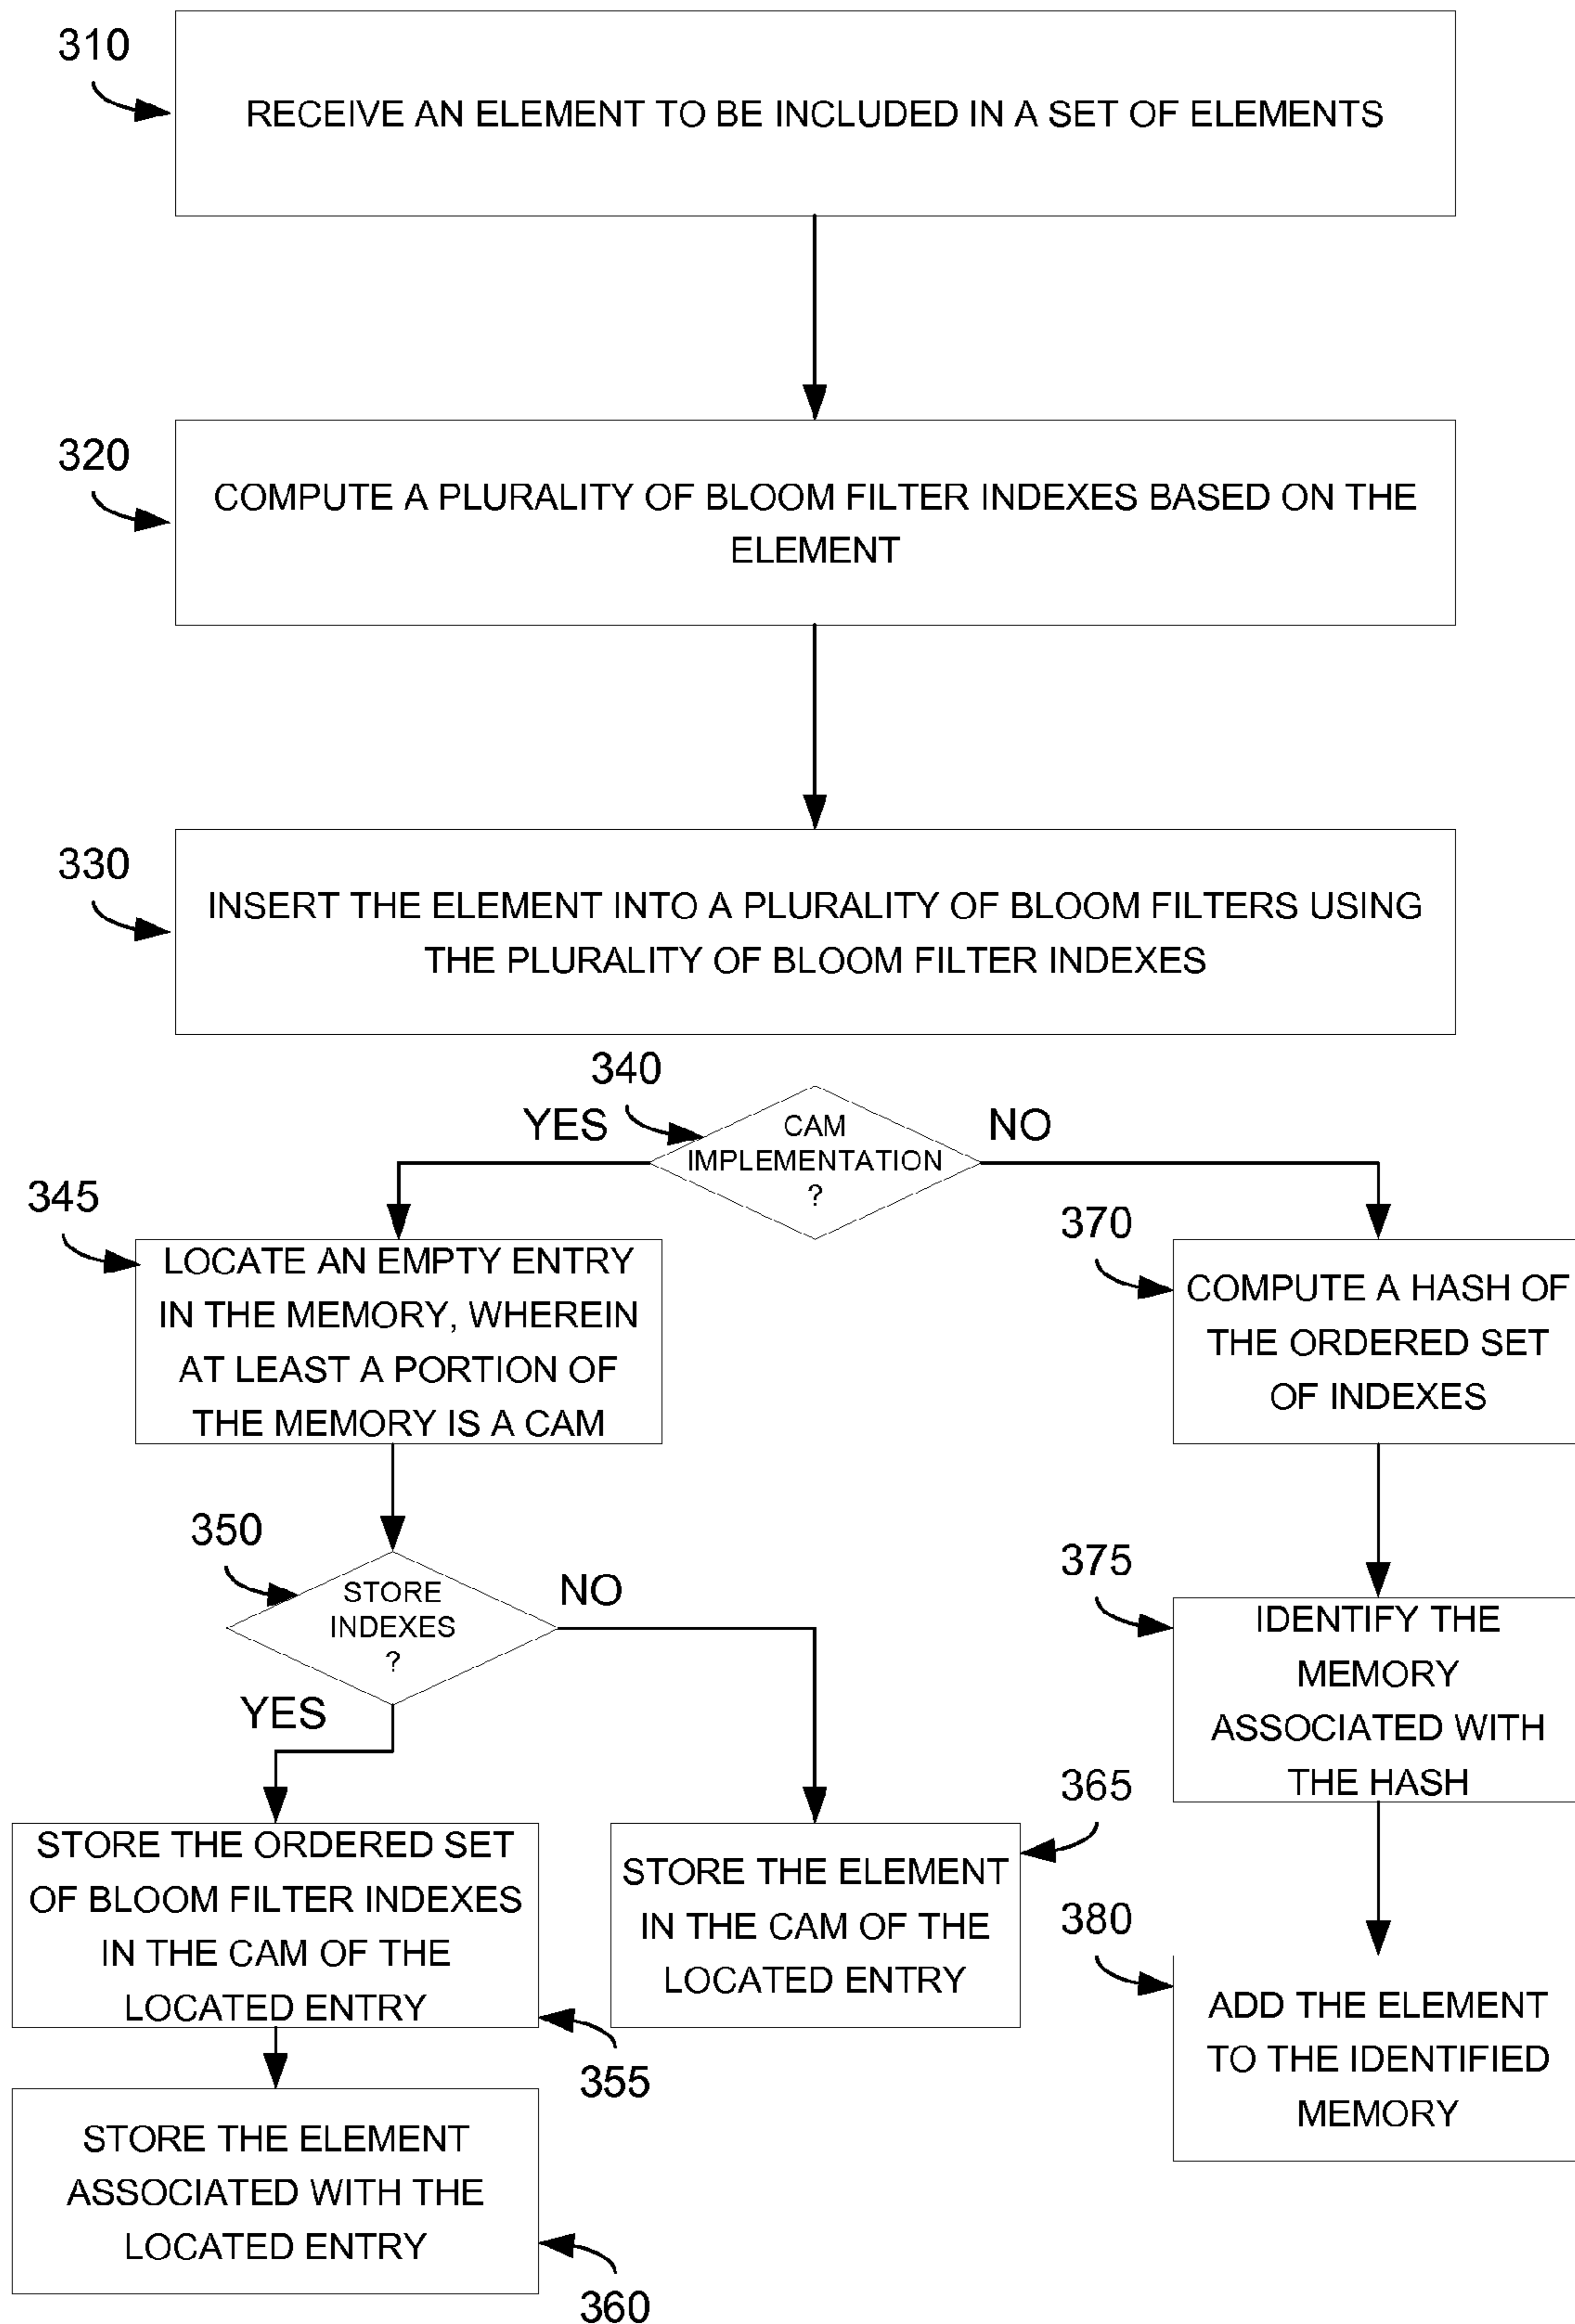 310
RECEIVE AN ELEMENT TO BE INCLUDED IN A SET OF ELEMENTS
320
COMPUTE A PLURALITY OF BLOOM FILTER INDEXES BASED ON THE
ELEMENT
330
INSERT THE ELEMENT INTO A PLURALITY OF BLOOM FILTERS USING
THE PLURALITY OF BLOOM FILTER INDEXES
340
YES
CAM
IMPLEMENTATION
?
NO
345
LOCATE AN EMPTY ENTRY
IN THE MEMORY, WHEREIN
AT LEAST A PORTION OF
THE MEMORY IS A CAM
350
STORE
INDEXES
?
NO
YES
STORE THE ORDERED SET
OF BLOOM FILTER INDEXES
IN THE CAM OF THE
LOCATED ENTRY
355
STORE THE ELEMENT
ASSOCIATED WITH THE
LOCATED ENTRY
360
365
STORE THE ELEMENT
IN THE CAM OF THE
LOCATED ENTRY
370
COMPUTE A HASH OF
THE ORDERED SET
OF INDEXES
375
IDENTIFY THE
MEMORY
ASSOCIATED WITH
THE HASH
380
ADD THE ELEMENT
TO THE IDENTIFIED
MEMORY